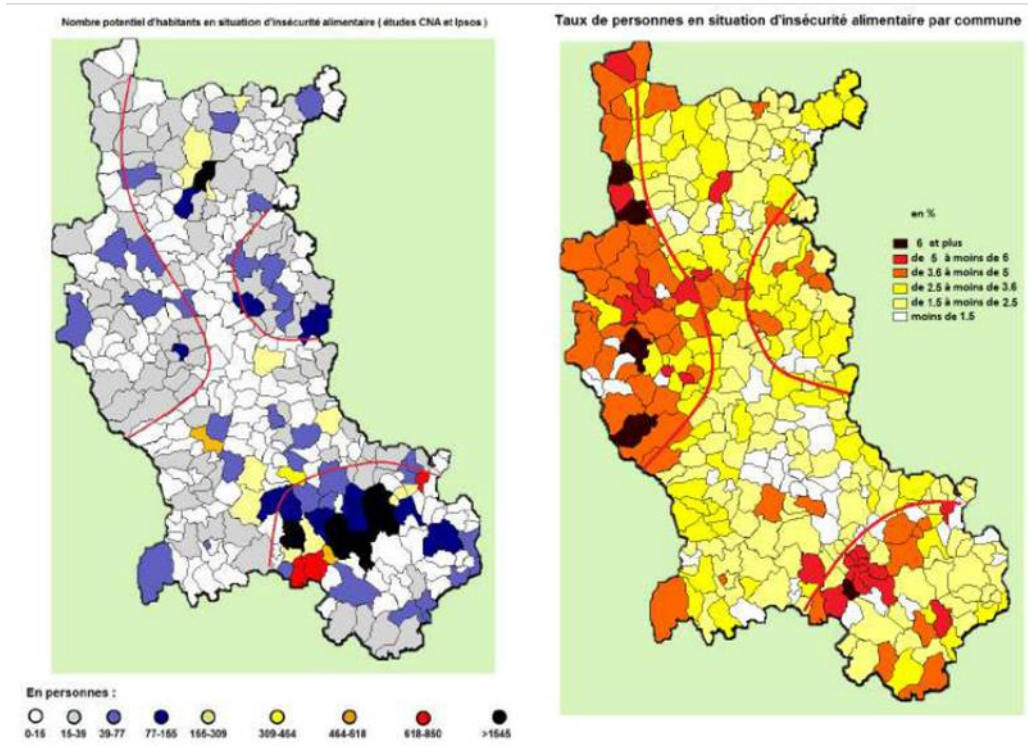 Nombre potentiel d'habitants en situation d'insécurité alimentaire ( études CNA et Ipsos )
Taux de personnes en situation d'insécurité alimentaire par commune
en %
6 et plus
de 5 à moins de 6
de 3.6 à moins de 5
de 2.5 à moins de 3.6
de 1.5 à moins de 2.5
moins de 1.5
En personnes :
0-15 15-39 39-77 77-155 155-309 309-464 464-618 618-850 >1545